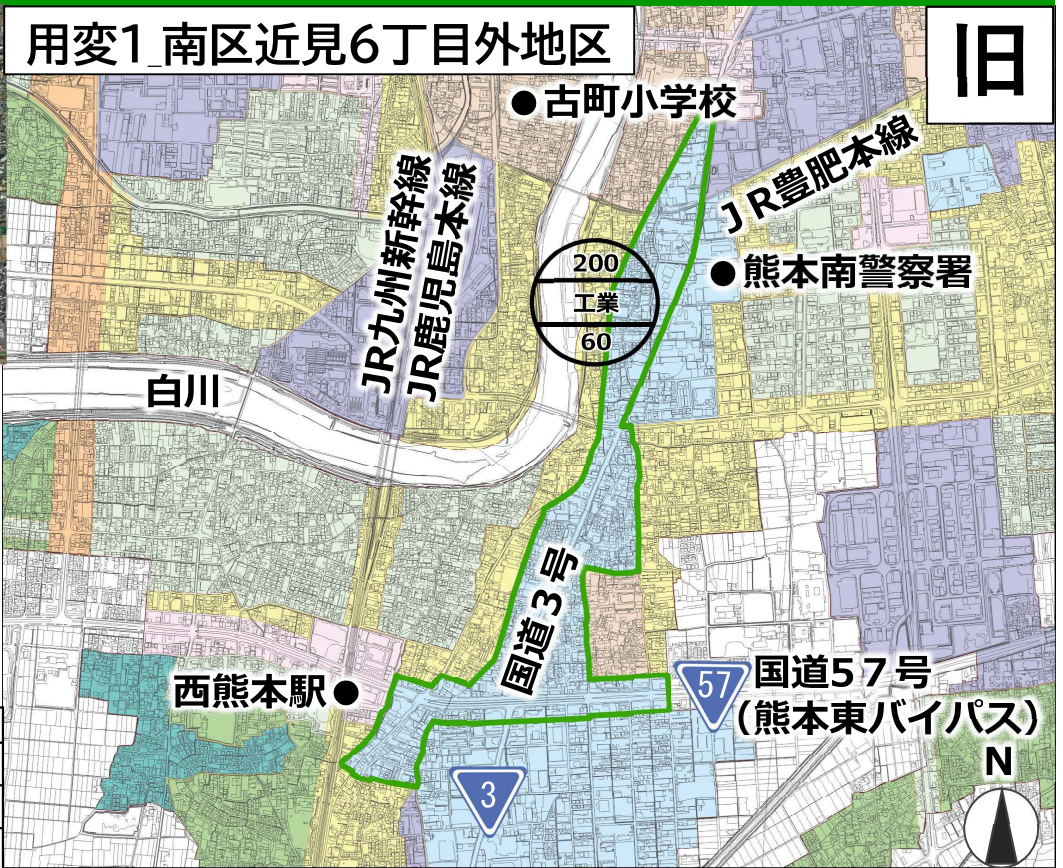 用変1_南区近見6丁目外地区
旧
●古町小学校
JR豊肥本線
JR九州新幹線
JR鹿児島本線
●熊本南警察署
200
工業
60
白川
国道3号
西熊本駅●
57
国道57号
(熊本東バイパス)
3
N